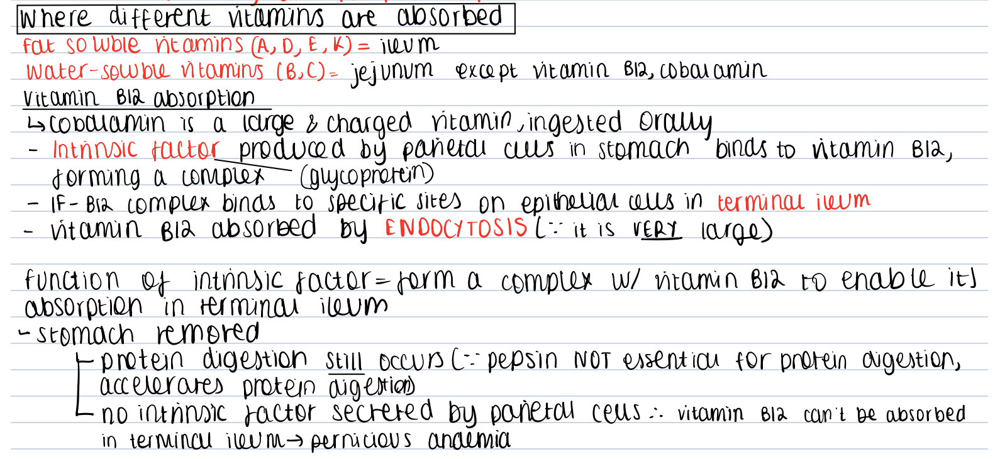 Where different vitamins are absorbed
Fat soluble vitamins (A, D, E, K) = ileum
Water-soluble vitamins (B,C) = jejunum except vitamin B12, cobalamin
Vitamin B12 absorption
↳ cobalamin is a large & charged vitamin, ingested orally
- Intrinsic factor produced by parietal cells in stomach binds to vitamin B12,
forming a complex (glycoprotein)
- IF-B12 complex binds to specific sites on epithelial cells in terminal ileum
- vitamin B12 absorbed by ENDOCYTOSIS (∵ it is VERY large)
function of intrinsic factor = form a complex w/ vitamin B12 to enable its
absorption in terminal ileum
- stomach removed
- protein digestion still occurs (∵ pepsin NOT essential for protein digestion,
accelerates protein digestion)
- no intrinsic factor secreted by parietal cells ∴ vitamin B12 can't be absorbed
in terminal ileum → pernicious anaemia